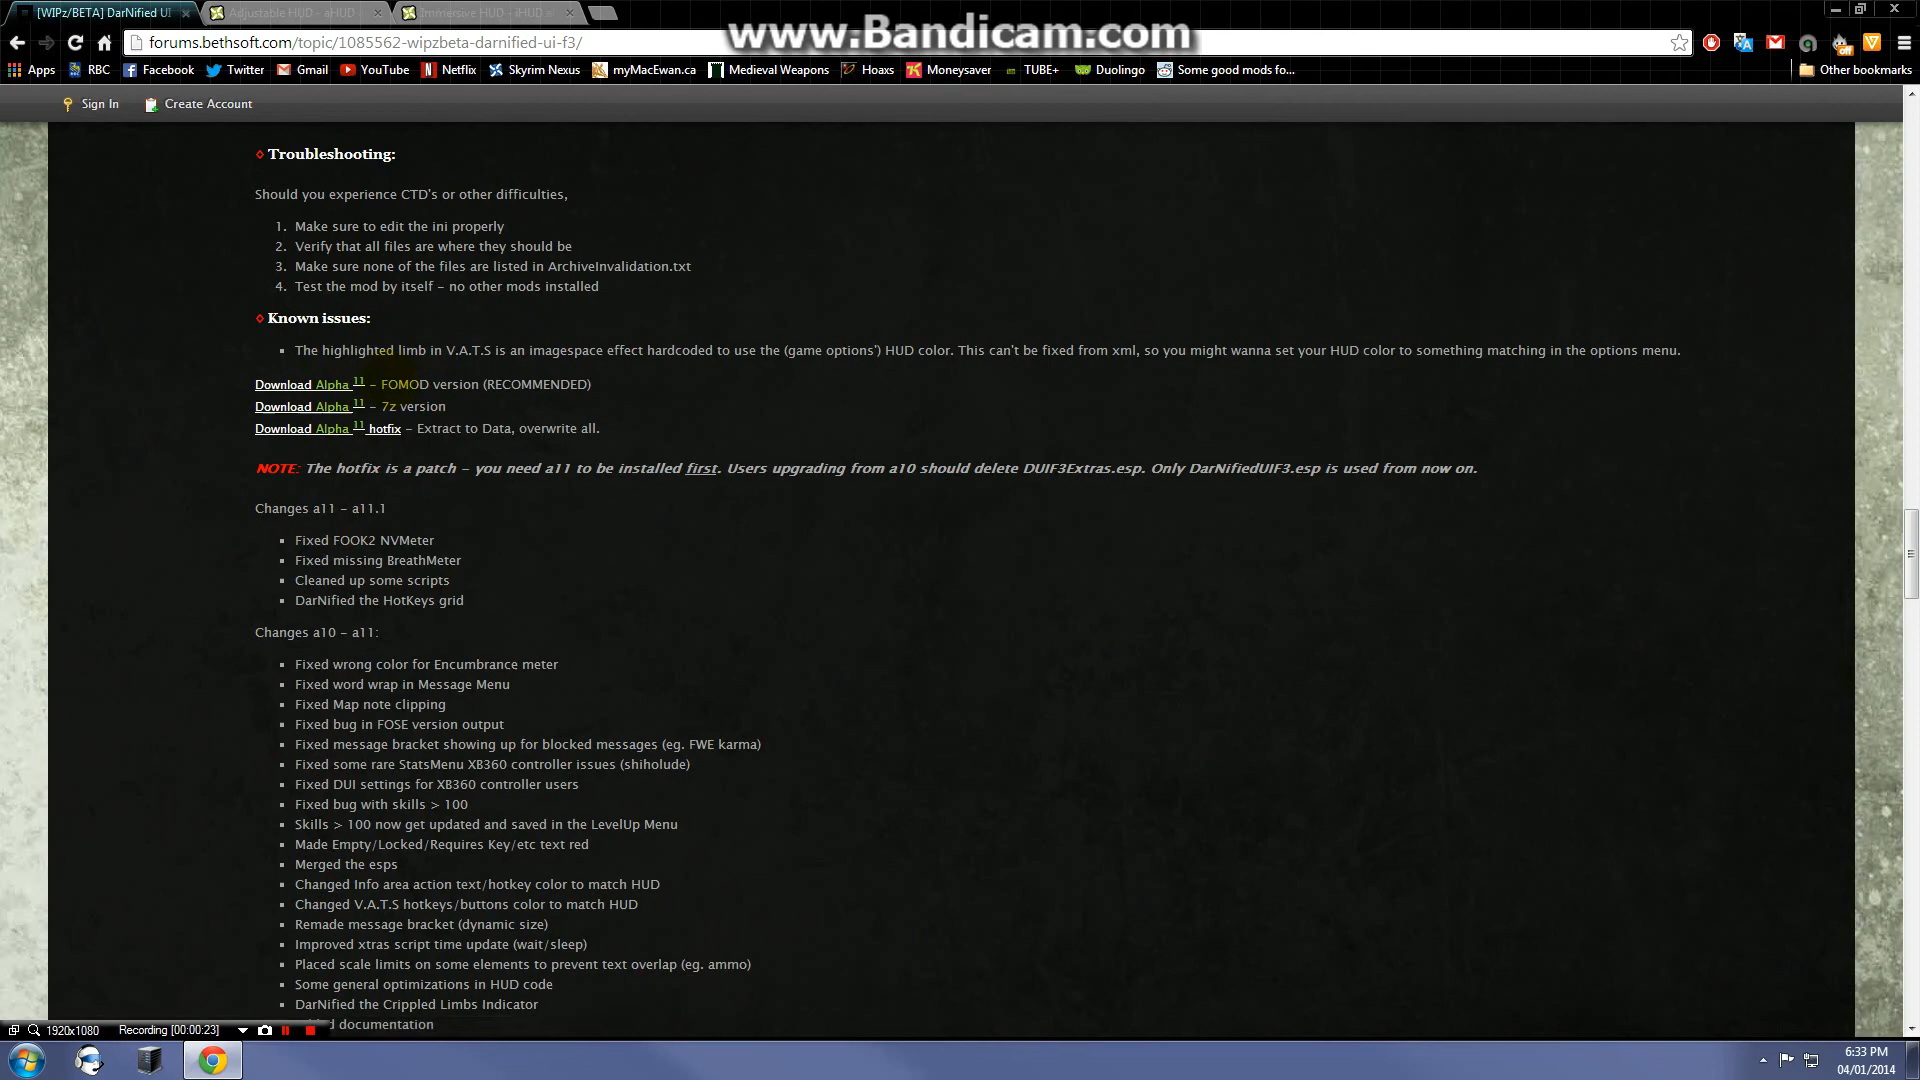 [WIPz/BETA] DarNified UI
Adjustable HUD - aHUD
Immersive HUD - iHUD a
www.Bandicam.com
forums.bethsoft.com/topic/1085562-wipzbeta-darnified-ui-f3/
Apps RBC Facebook Twitter Gmail YouTube Netflix Skyrim Nexus myMacEwan.ca Medieval Weapons Hoaxs Moneysaver TUBE+ Duolingo Some good mods fo... Other bookmarks
Sign In Create Account
Troubleshooting:
Should you experience CTD's or other difficulties,
1. Make sure to edit the ini properly
2. Verify that all files are where they should be
3. Make sure none of the files are listed in ArchiveInvalidation.txt
4. Test the mod by itself - no other mods installed
Known issues:
The highlighted limb in V.A.T.S is an imagespace effect hardcoded to use the (game options') HUD color. This can't be fixed from xml, so you might wanna set your HUD color to something matching in the options menu.
Download Alpha 11 - FOMOD version (RECOMMENDED)
Download Alpha 11 - 7z version
Download Alpha 11 hotfix - Extract to Data, overwrite all.
NOTE: The hotfix is a patch - you need a11 to be installed first. Users upgrading from a10 should delete DUIF3Extras.esp. Only DarNifiedUIF3.esp is used from now on.
Changes a11 - a11.1
Fixed FOOK2 NVMeter
Fixed missing BreathMeter
Cleaned up some scripts
DarNified the HotKeys grid
Changes a10 - a11:
Fixed wrong color for Encumbrance meter
Fixed word wrap in Message Menu
Fixed Map note clipping
Fixed bug in FOSE version output
Fixed message bracket showing up for blocked messages (eg. FWE karma)
Fixed some rare StatsMenu XB360 controller issues (shiholude)
Fixed DUI settings for XB360 controller users
Fixed bug with skills > 100
Skills > 100 now get updated and saved in the LevelUp Menu
Made Empty/Locked/Requires Key/etc text red
Merged the esps
Changed Info area action text/hotkey color to match HUD
Changed V.A.T.S hotkeys/buttons color to match HUD
Remade message bracket (dynamic size)
Improved xtras script time update (wait/sleep)
Placed scale limits on some elements to prevent text overlap (eg. ammo)
Some general optimizations in HUD code
DarNified the Crippled Limbs Indicator
documentation
1920x1080 Recording [00:00:23]
6:33 PM
04/01/2014